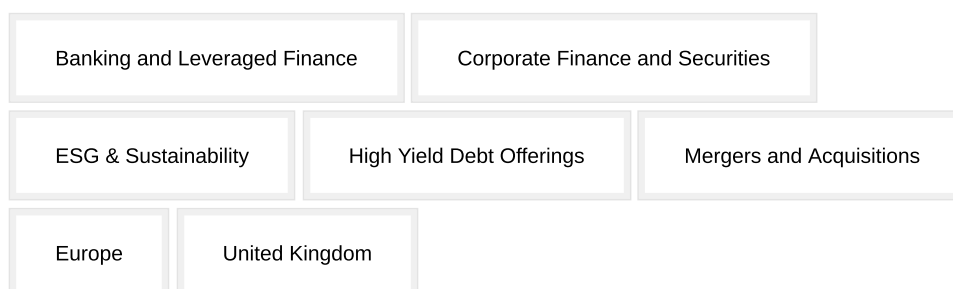 Banking and Leveraged Finance Corporate Finance and Securities
ESG & Sustainability High Yield Debt Offerings Mergers and Acquisitions
Europe United Kingdom